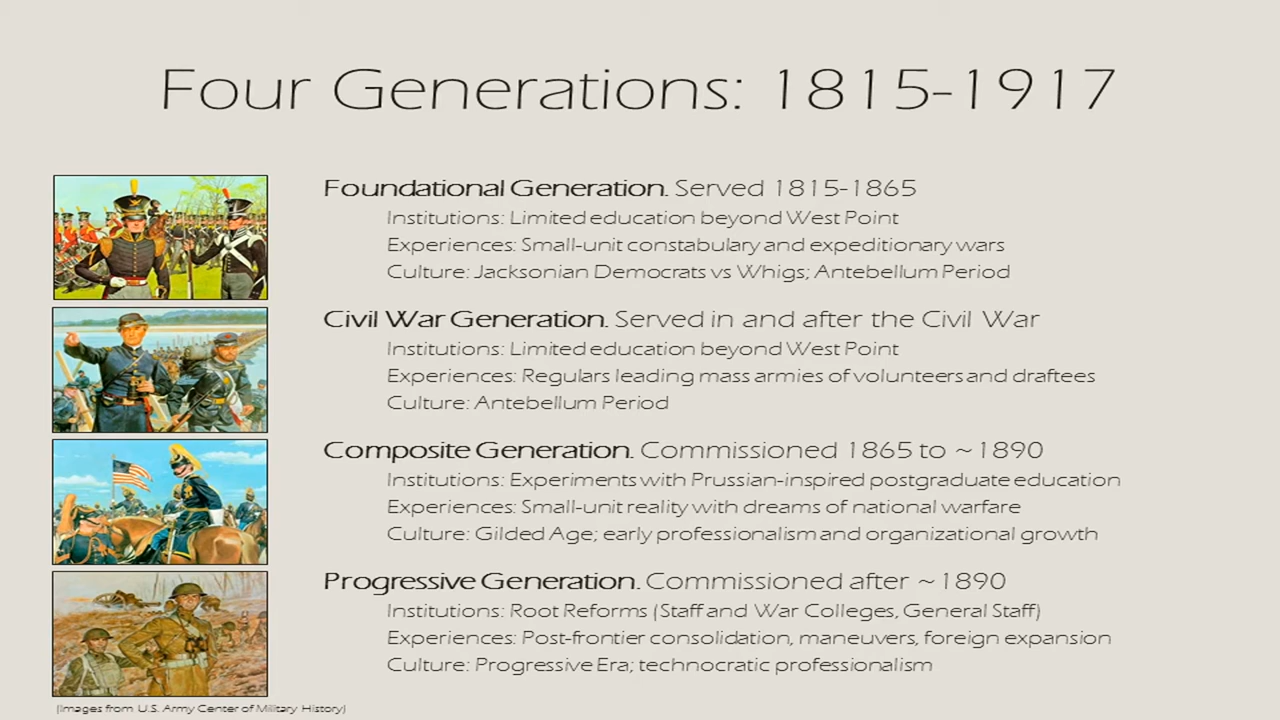 Four Generations: 1815-1917
Foundational Generation. Served 1815-1865
Institutions: Limited education beyond West Point
Experiences: Small-unit constabulary and expeditionary wars
Culture: Jacksonian Democrats vs Whigs; Antebellum Period
Civil War Generation. Served in and after the Civil War
Institutions: Limited education beyond West Point
Experiences: Regulars leading mass armies of volunteers and draftees
Culture: Antebellum Period
Composite Generation. Commissioned 1865 to ~1890
Institutions: Experiments with Prussian-inspired postgraduate education
Experiences: Small-unit reality with dreams of national warfare
Culture: Gilded Age; early professionalism and organizational growth
Progressive Generation. Commissioned after ~1890
Institutions: Root Reforms (Staff and War Colleges, General Staff)
Experiences: Post-frontier consolidation, maneuvers, foreign expansion
Culture: Progressive Era; technocratic professionalism
(Images from U.S. Army Center of Military History)